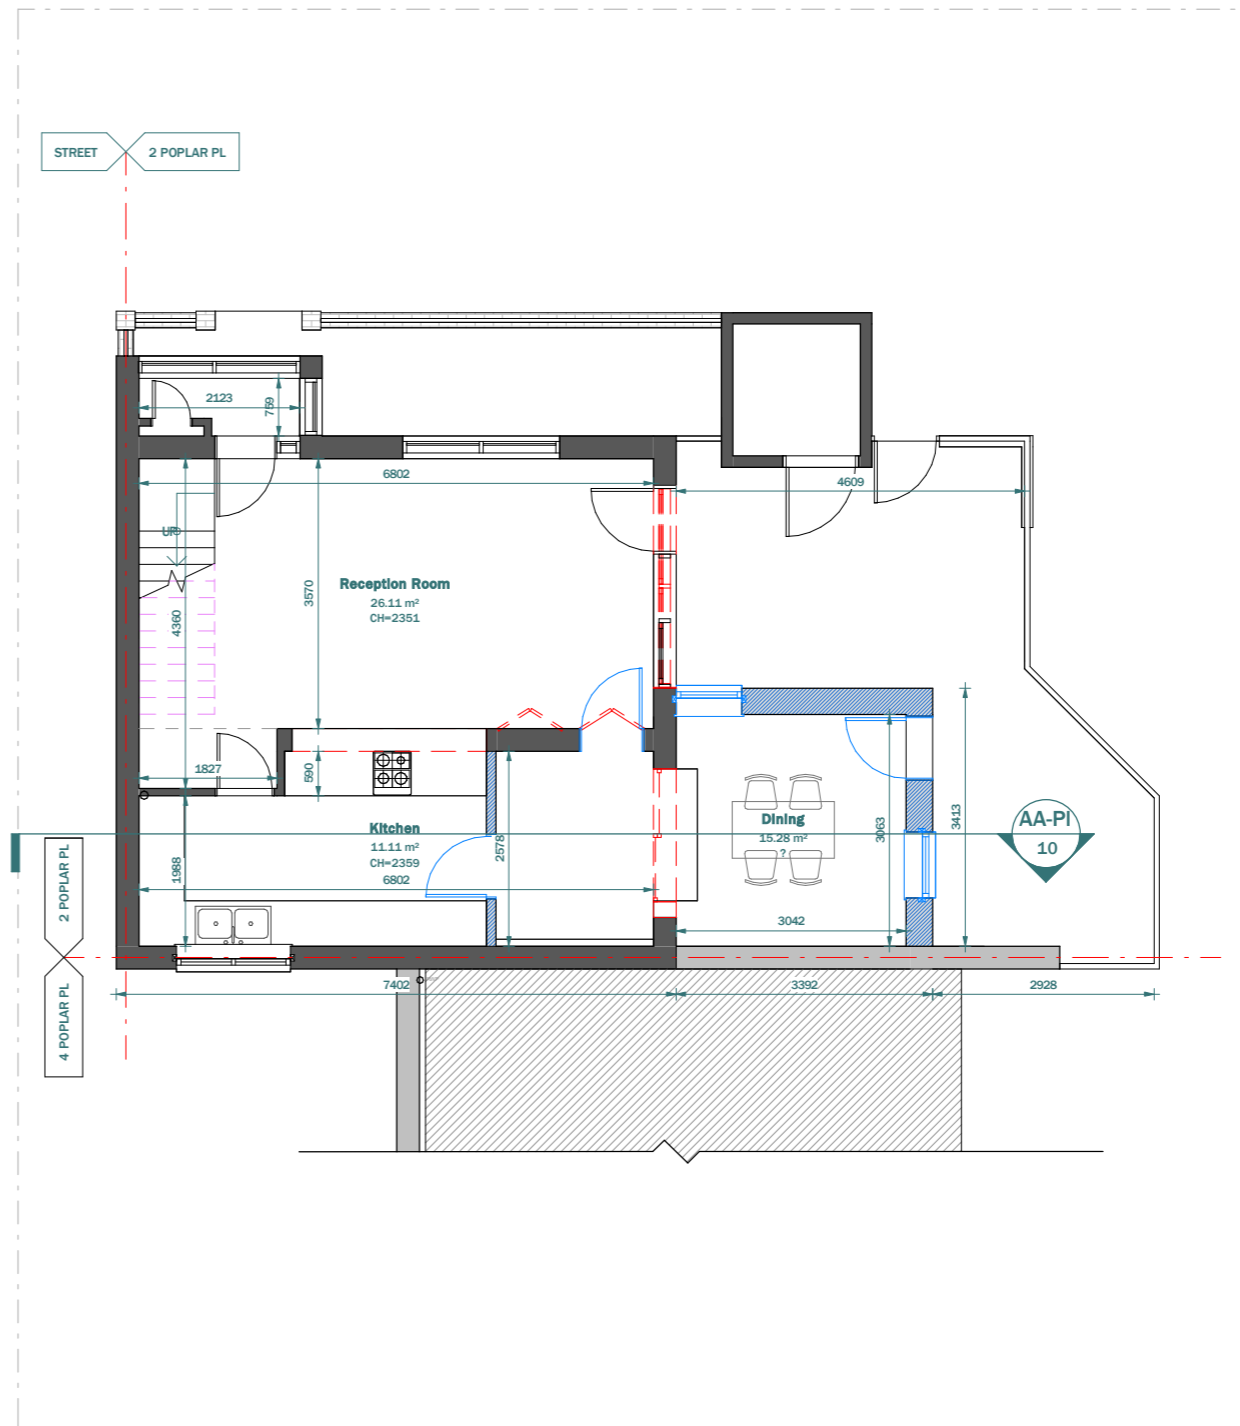 STREET
2 POPLAR PL
2123
759
6802
4609
UP
3570
4360
Reception Room
26.11 m²
CH=2351
1827
590
Kitchen
11.11 m²
CH=2359
6802
1988
2578
Dining
15.28 m²
?
3063
3413
3042
AA-PI
10
2 POPLAR PL
4 POPLAR PL
7402
3392
2928